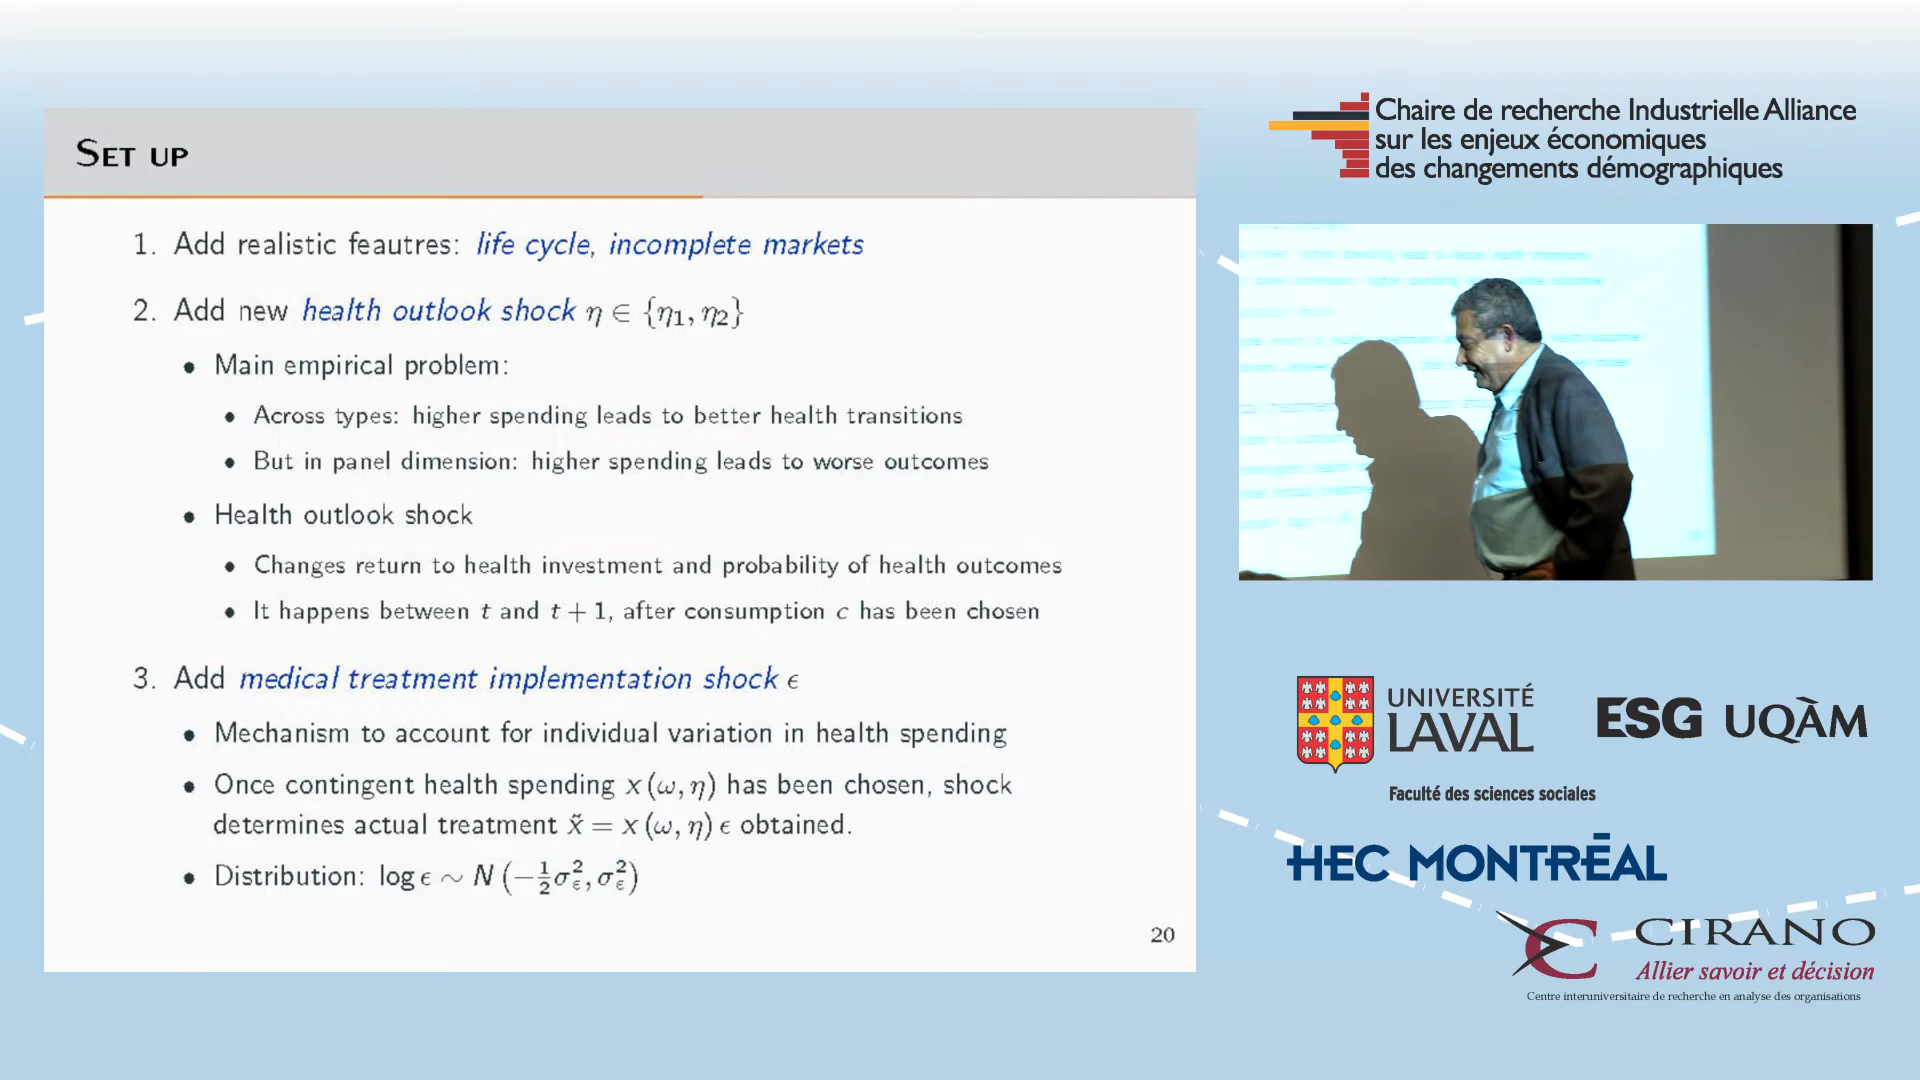 SET UP
1. Add realistic feautres: life cycle, incomplete markets
2. Add new health outlook shock η ∈ {η₁, η₂}
• Main empirical problem:
• Across types: higher spending leads to better health transitions
• But in panel dimension: higher spending leads to worse outcomes
• Health outlook shock
• Changes return to health investment and probability of health outcomes
• It happens between t and t + 1, after consumption c has been chosen
3. Add medical treatment implementation shock ϵ
• Mechanism to account for individual variation in health spending
• Once contingent health spending x (ω, η) has been chosen, shock
determines actual treatment x̃ = x (ω, η) ϵ obtained.
• Distribution: log ϵ ∼ N (−½σ²_ϵ, σ²_ϵ)
20
Chaire de recherche Industrielle Alliance
sur les enjeux économiques
des changements démographiques
UNIVERSITÉ
LAVAL
Faculté des sciences sociales
ESG UQÀM
HEC MONTRĒAL
CIRANO
Allier savoir et décision
Centre interuniversitaire de recherche en analyse des organisations